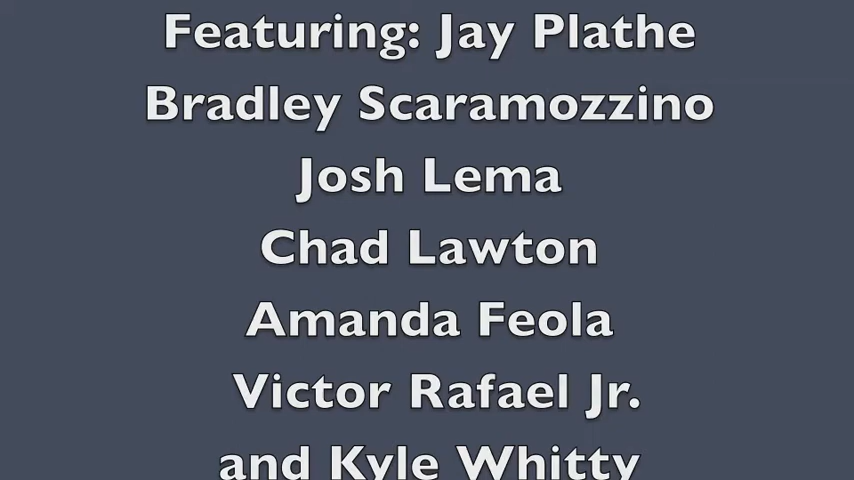 Featuring: Jay Plathe
Bradley Scaramozzino
Josh Lema
Chad Lawton
Amanda Feola
Victor Rafael Jr.
and Kyle Whitty